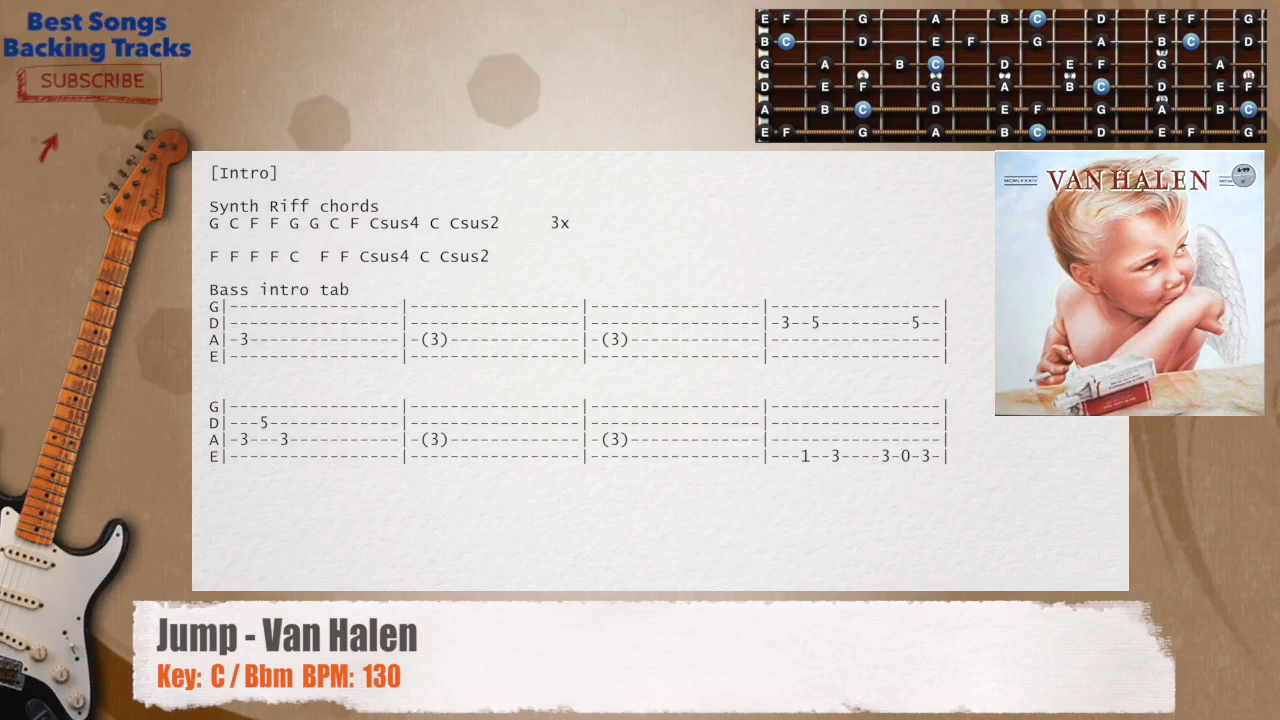 Best Songs
Backing Tracks
SUBSCRIBE
E F G A B C D E F G
B C D E F G A B C D
G A B C D E F G A
D E F G A B C D E F
A B C D E F G A B C
E F G A B C D E F G
[Intro]
Synth Riff chords
G C F F G G C F Csus4 C Csus2 3x
F F F F C F F Csus4 C Csus2
Bass intro tab
G|-----------------|-----------------|-----------------|-----------------|
D|-----------------|-----------------|-----------------|-3--5---------5--|
A|-3---------------|-(3)-------------|-(3)-------------|-----------------|
E|-----------------|-----------------|-----------------|-----------------|
G|-----------------|-----------------|-----------------|-----------------|
D|---5-------------|-----------------|-----------------|-----------------|
A|-3---3-----------|-(3)-------------|-(3)-------------|-----------------|
E|-----------------|-----------------|-----------------|---1--3----3-0-3-|
VAN HALEN
Fender
Jump - Van Halen
Key: C / Bbm BPM: 130